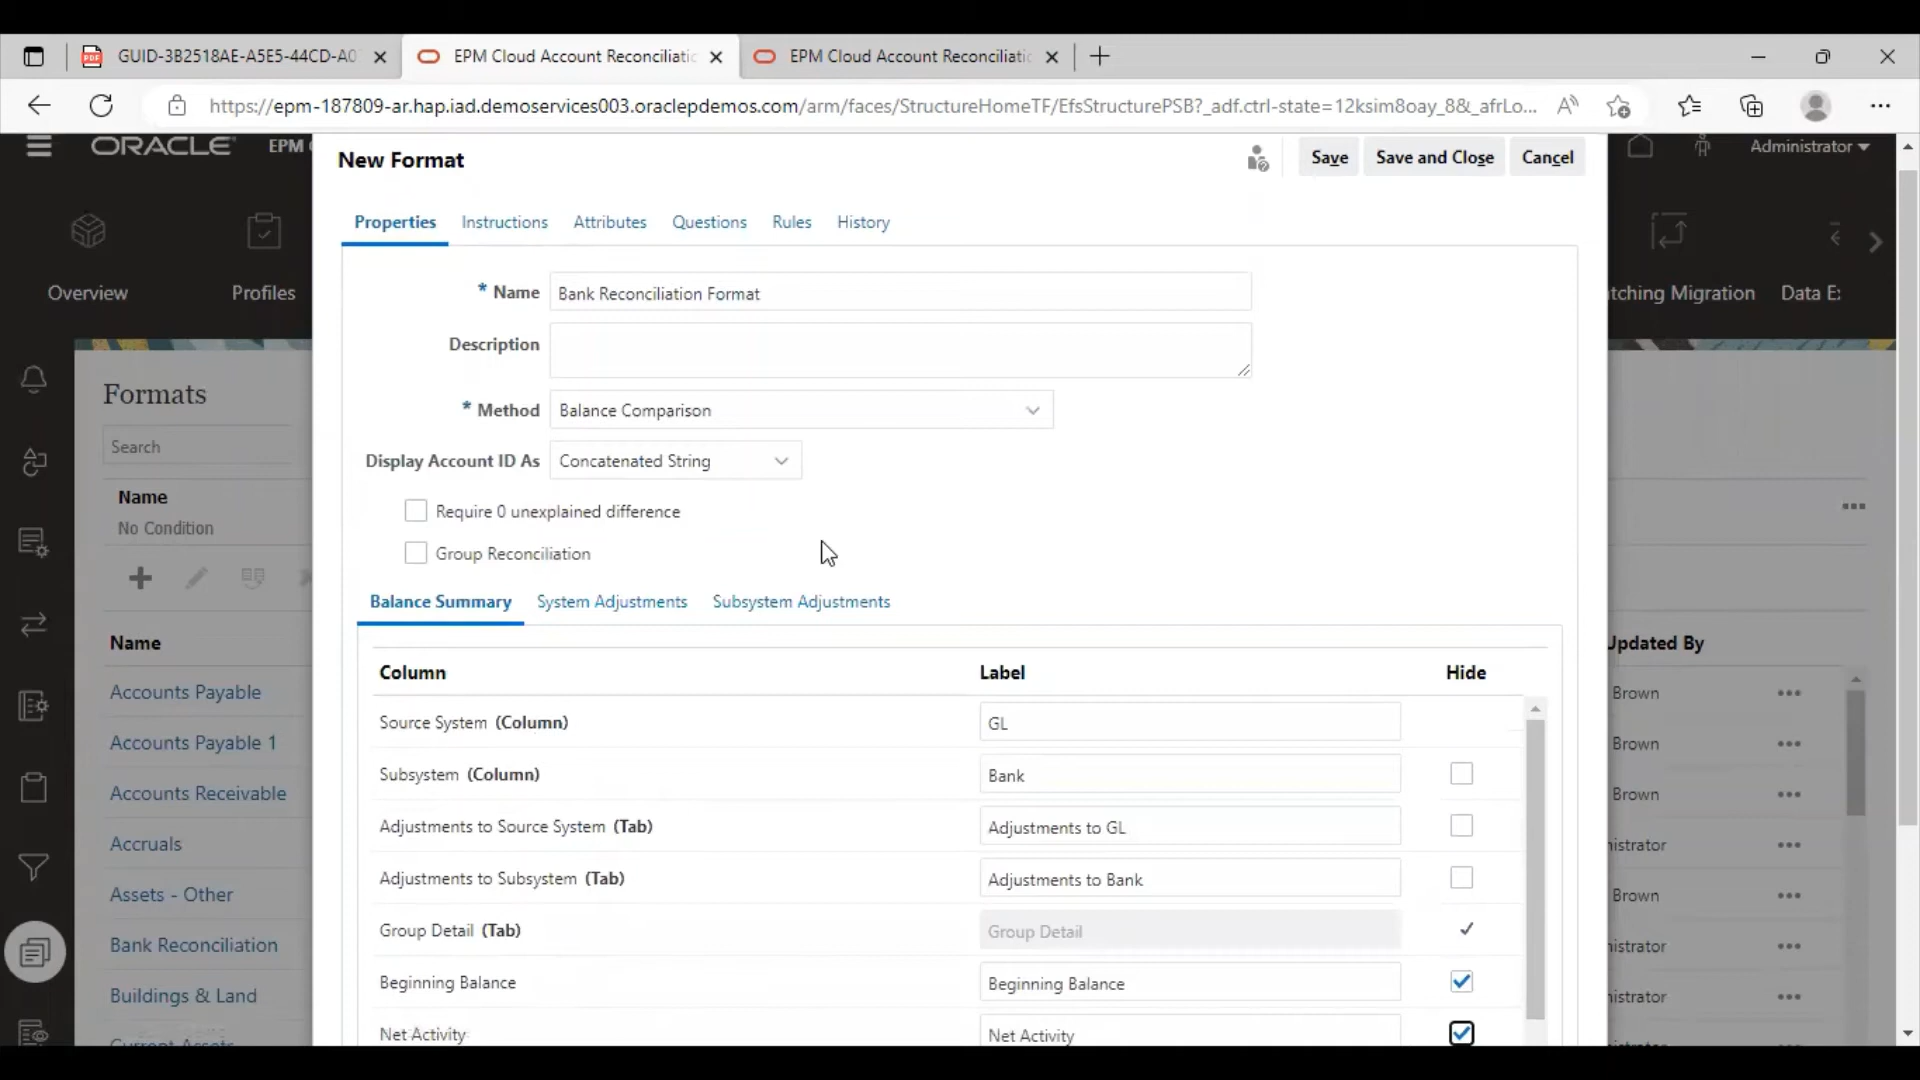 GUID-3B2518AE-A5E5-44CD-A0
EPM Cloud Account Reconciliatic
EPM Cloud Account Reconciliatic
https://epm-187809-ar.hap.iad.demoservices003.oraclepdemos.com/arm/faces/StructureHomeTF/EfsStructurePSB?_adf.ctrl-state=12ksim8oay_8&_afrLo...
ORACLE
EPM
Administrator
New Format
Save
Save and Close
Cancel
Properties
Instructions
Attributes
Questions
Rules
History
Overview
Profiles
tching Migration
Data E
* Name
Bank Reconciliation Format
Description
* Method
Balance Comparison
Display Account ID As
Concatenated String
Require 0 unexplained difference
Group Reconciliation
Formats
Search
Name
No Condition
Name
Accounts Payable
Accounts Payable 1
Accounts Receivable
Accruals
Assets - Other
Bank Reconciliation
Buildings & Land
Current Assets
Balance Summary
System Adjustments
Subsystem Adjustments
Column
Label
Hide
Source System (Column)
GL
Subsystem (Column)
Bank
Adjustments to Source System (Tab)
Adjustments to GL
Adjustments to Subsystem (Tab)
Adjustments to Bank
Group Detail (Tab)
Group Detail
Beginning Balance
Beginning Balance
Net Activity
Net Activity
Updated By
Brown
Brown
Brown
nistrator
Brown
nistrator
nistrator